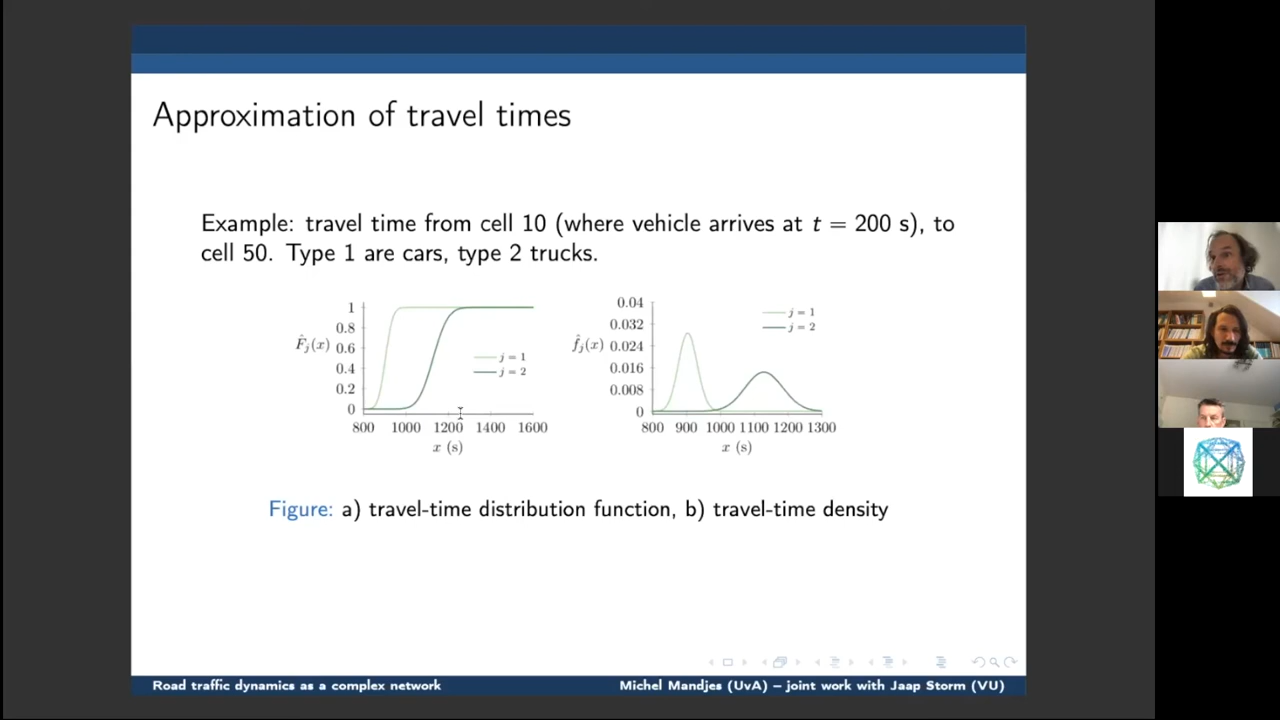 Approximation of travel times
Example: travel time from cell 10 (where vehicle arrives at t = 200 s), to
cell 50. Type 1 are cars, type 2 trucks.
1
0.8
0.6
0.4
0.2
0
F̂j(x)
j = 1
j = 2
800 1000 1200 1400 1600
x (s)
0.04
0.032
0.024
0.016
0.008
0
f̂j(x)
j = 1
j = 2
800 900 1000 1100 1200 1300
x (s)
Figure: a) travel-time distribution function, b) travel-time density
Road traffic dynamics as a complex network
Michel Mandjes (UvA) – joint work with Jaap Storm (VU)